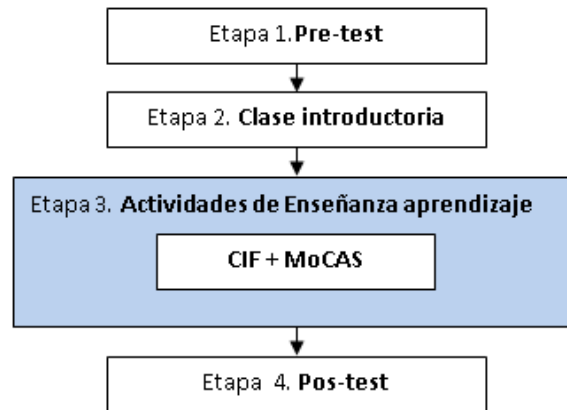 Etapa 1.Pre-test
Etapa 2. Clase introductoria
Etapa 3. Actividades de Enseñanza aprendizaje
CIF + MoCAS
Etapa 4. Pos-test